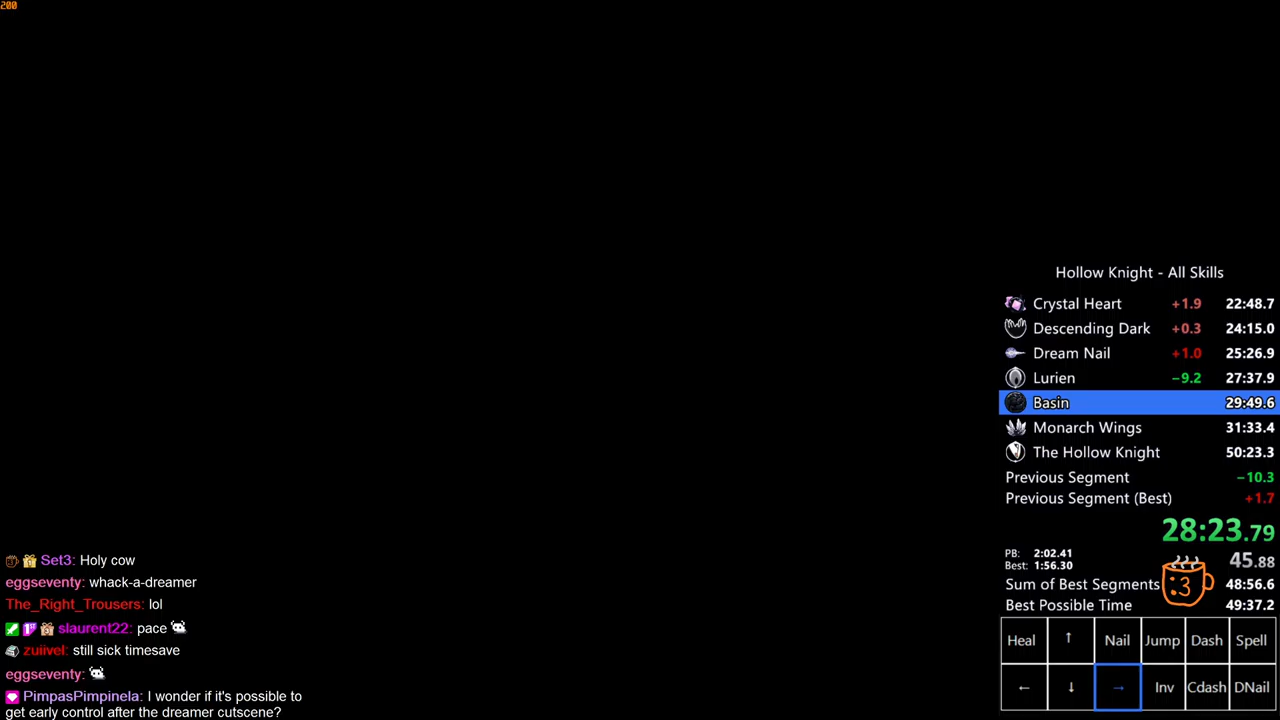 200
Hollow Knight - All Skills
Crystal Heart +1.9 22:48.7
Descending Dark +0.3 24:15.0
Dream Nail +1.0 25:26.9
Lurien -9.2 27:37.9
Basin 29:49.6
Monarch Wings 31:33.4
The Hollow Knight 50:23.3
Previous Segment -10.3
Previous Segment (Best) +1.7
28:23.79
PB: 2:02.41
Best: 1:56.30
45.88
Sum of Best Segments 48:56.6
Best Possible Time 49:37.2
Heal ↑ Nail Jump Dash Spell
← ↓ → Inv Cdash DNail
Set3: Holy cow
eggseventy: whack-a-dreamer
The_Right_Trousers: lol
slaurent22: pace
zuiivel: still sick timesave
eggseventy:
PimpasPimpinela: I wonder if it's possible to
get early control after the dreamer cutscene?